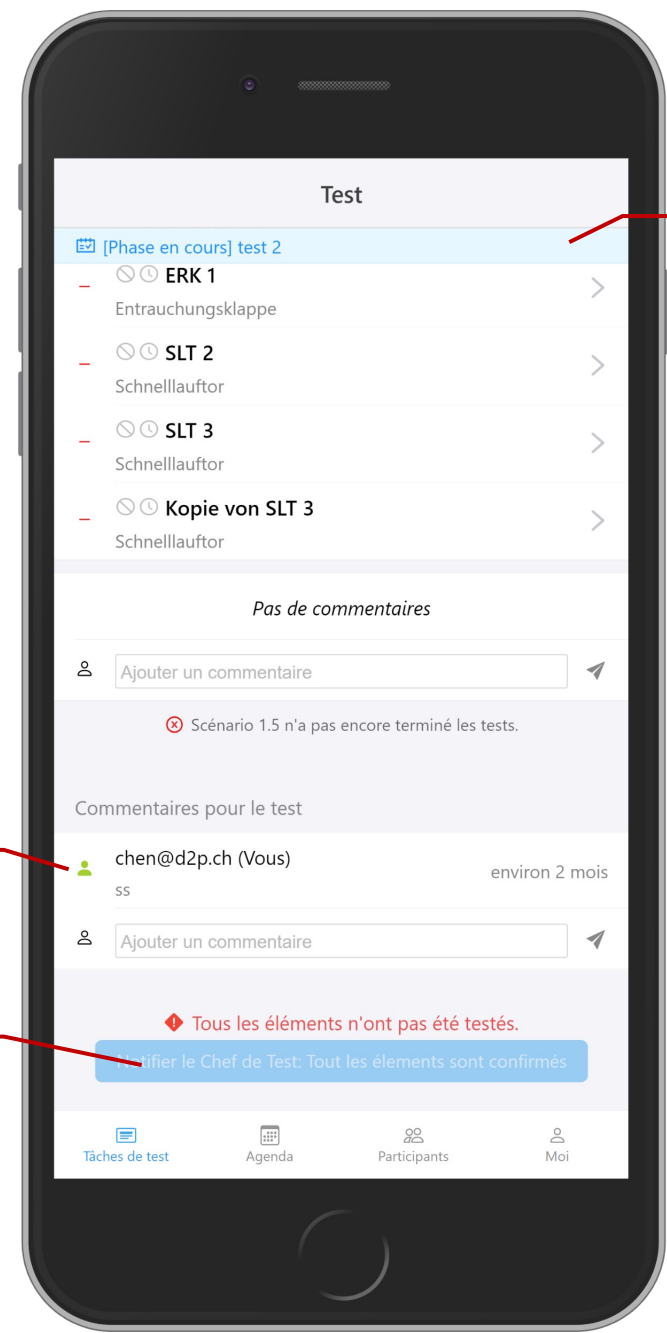 Test
[Phase en cours] test 2
ERK 1
Entrauchungsklappe
SLT 2
Schnelllauftor
SLT 3
Schnelllauftor
Kopie von SLT 3
Schnelllauftor
Pas de commentaires
Ajouter un commentaire
Scénario 1.5 n'a pas encore terminé les tests.
Commentaires pour le test
chen@d2p.ch (Vous)
environ 2 mois
ss
Ajouter un commentaire
Tous les éléments n'ont pas été testés.
Notifier le Chef de Test: Tout les élements sont confirmés
Tâches de test Agenda Participants Moi